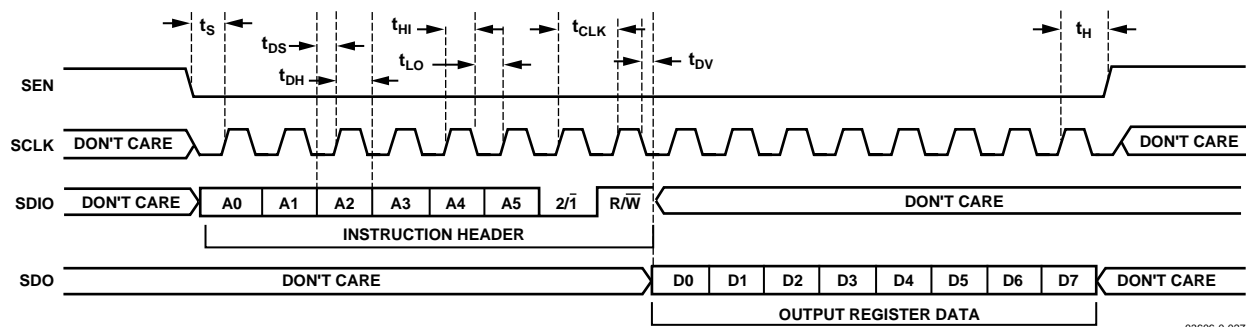 tS
tDS
tHI
tCLK
tH
tLO
tDH
tDV
SEN
SCLK
DON'T CARE
DON'T CARE
SDIO
DON'T CARE
A0 A1 A2 A3 A4 A5 2/1̅ R/W̅
DON'T CARE
INSTRUCTION HEADER
SDO
DON'T CARE
D0 D1 D2 D3 D4 D5 D6 D7
DON'T CARE
OUTPUT REGISTER DATA